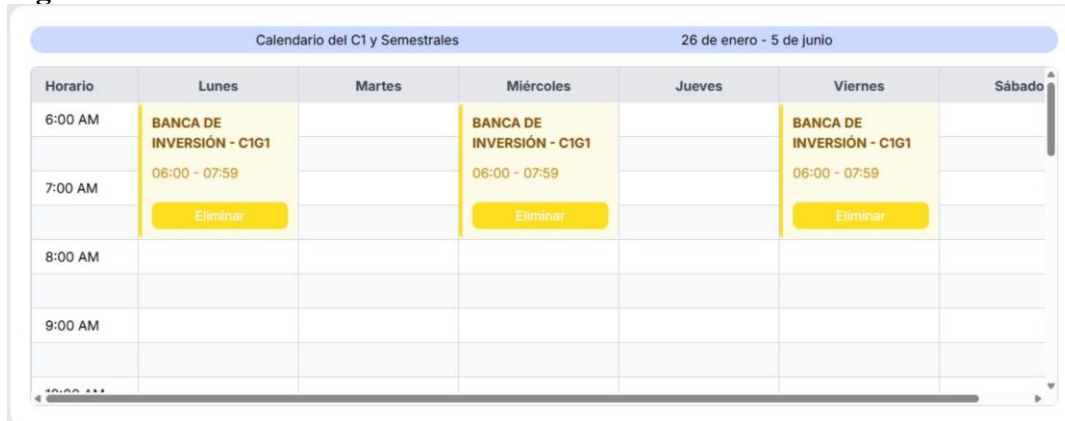 Calendario del C1 y Semestrales 26 de enero - 5 de junio
Horario Lunes Martes Miércoles Jueves Viernes Sábado
6:00 AM
BANCA DE INVERSIÓN - C1G1
06:00 - 07:59
Eliminar
BANCA DE INVERSIÓN - C1G1
06:00 - 07:59
Eliminar
BANCA DE INVERSIÓN - C1G1
06:00 - 07:59
Eliminar
7:00 AM
8:00 AM
9:00 AM